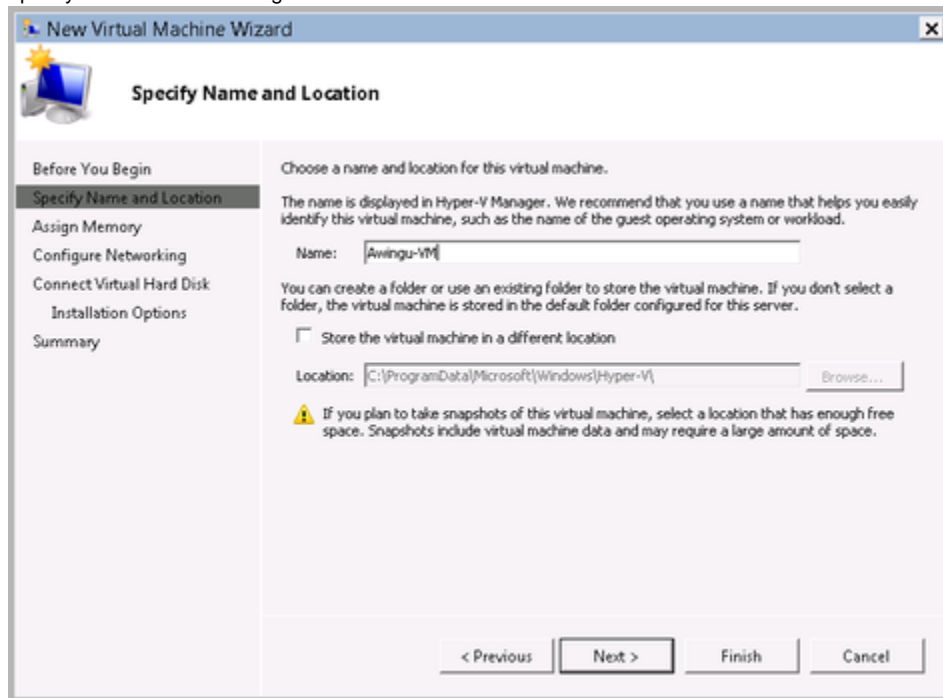 New Virtual Machine Wizard
Specify Name and Location
Before You Begin
Specify Name and Location
Assign Memory
Configure Networking
Connect Virtual Hard Disk
Installation Options
Summary
Choose a name and location for this virtual machine.
The name is displayed in Hyper-V Manager. We recommend that you use a name that helps you easily
identify this virtual machine, such as the name of the guest operating system or workload.
Name: Awingu-VM
You can create a folder or use an existing folder to store the virtual machine. If you don't select a
folder, the virtual machine is stored in the default folder configured for this server.
Store the virtual machine in a different location
Location: C:\ProgramData\Microsoft\Windows\Hyper-V\ Browse...
If you plan to take snapshots of this virtual machine, select a location that has enough free
space. Snapshots include virtual machine data and may require a large amount of space.
< Previous Next > Finish Cancel